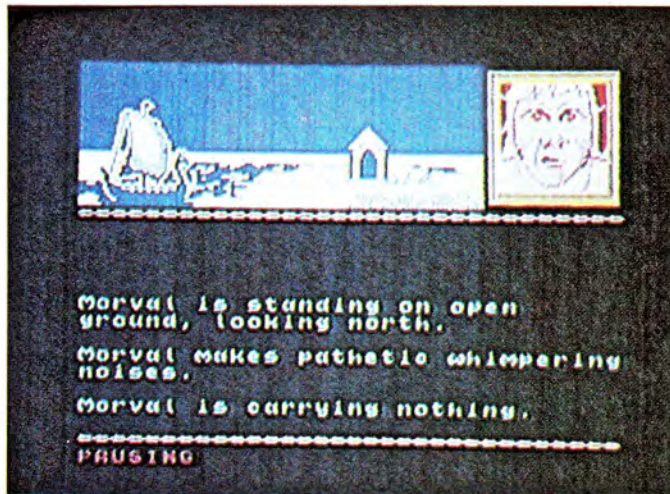 Morval is standing on open
ground, looking north.
Morval makes pathetic whimpering
noises.
Morval is carrying nothing.
PAUSING